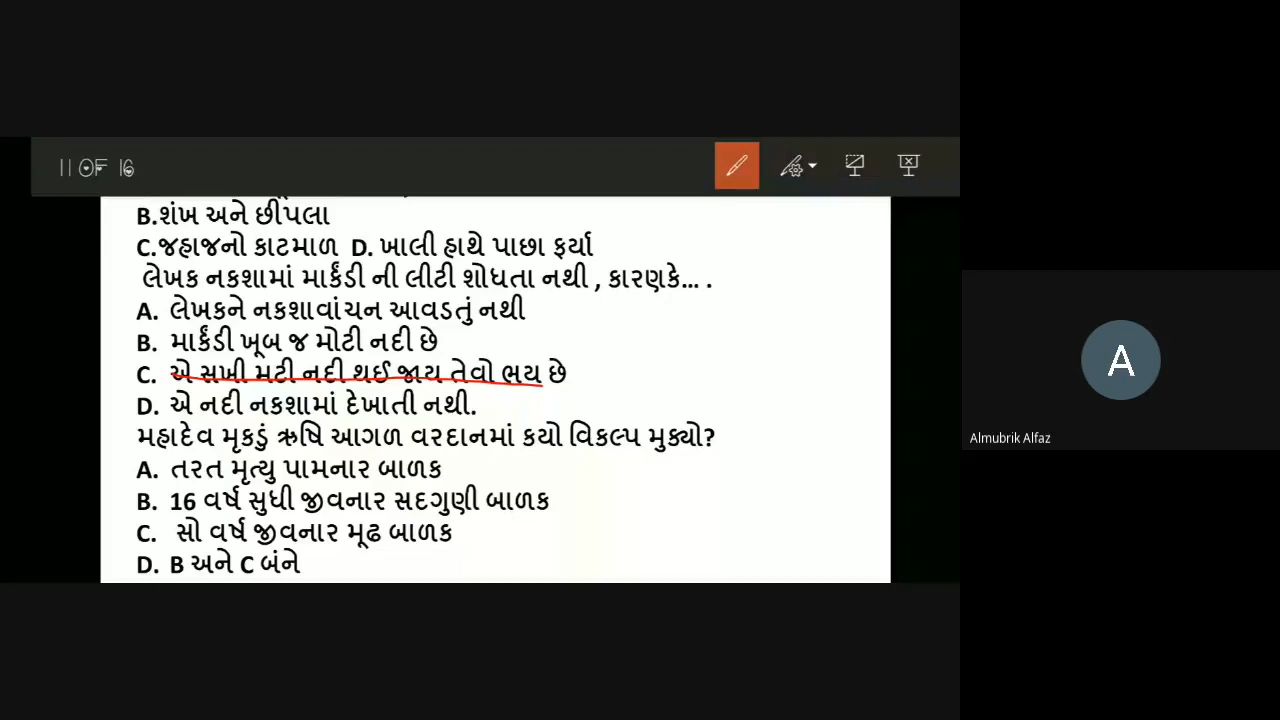 11 OF 16
B.શંખ અને છીપલા
C.જહાજનો કાટમાળ D. ખાલી હાથે પાછા ફર્યા
લેખક નકશામાં માર્કંડી ની લીટી શોધતા નથી , કારણકે... .
A. લેખકને નકશાવાંચન આવડતું નથી
B. માર્કંડી ખૂબ જ મોટી નદી છે
C. એ સખી મટી નદી થઈ જાય તેવો ભય છે
D. એ નદી નકશામાં દેખાતી નથી.
મહાદેવ મૃકડું ઋષિ આગળ વરદાનમાં કયો વિકલ્પ મુક્યો?
A. તરત મૃત્યુ પામનાર બાળક
B. 16 વર્ષ સુધી જીવનાર સદગુણી બાળક
C. સો વર્ષ જીવનાર મૂઢ બાળક
D. B અને C બંને
A
Almubrik Alfaz